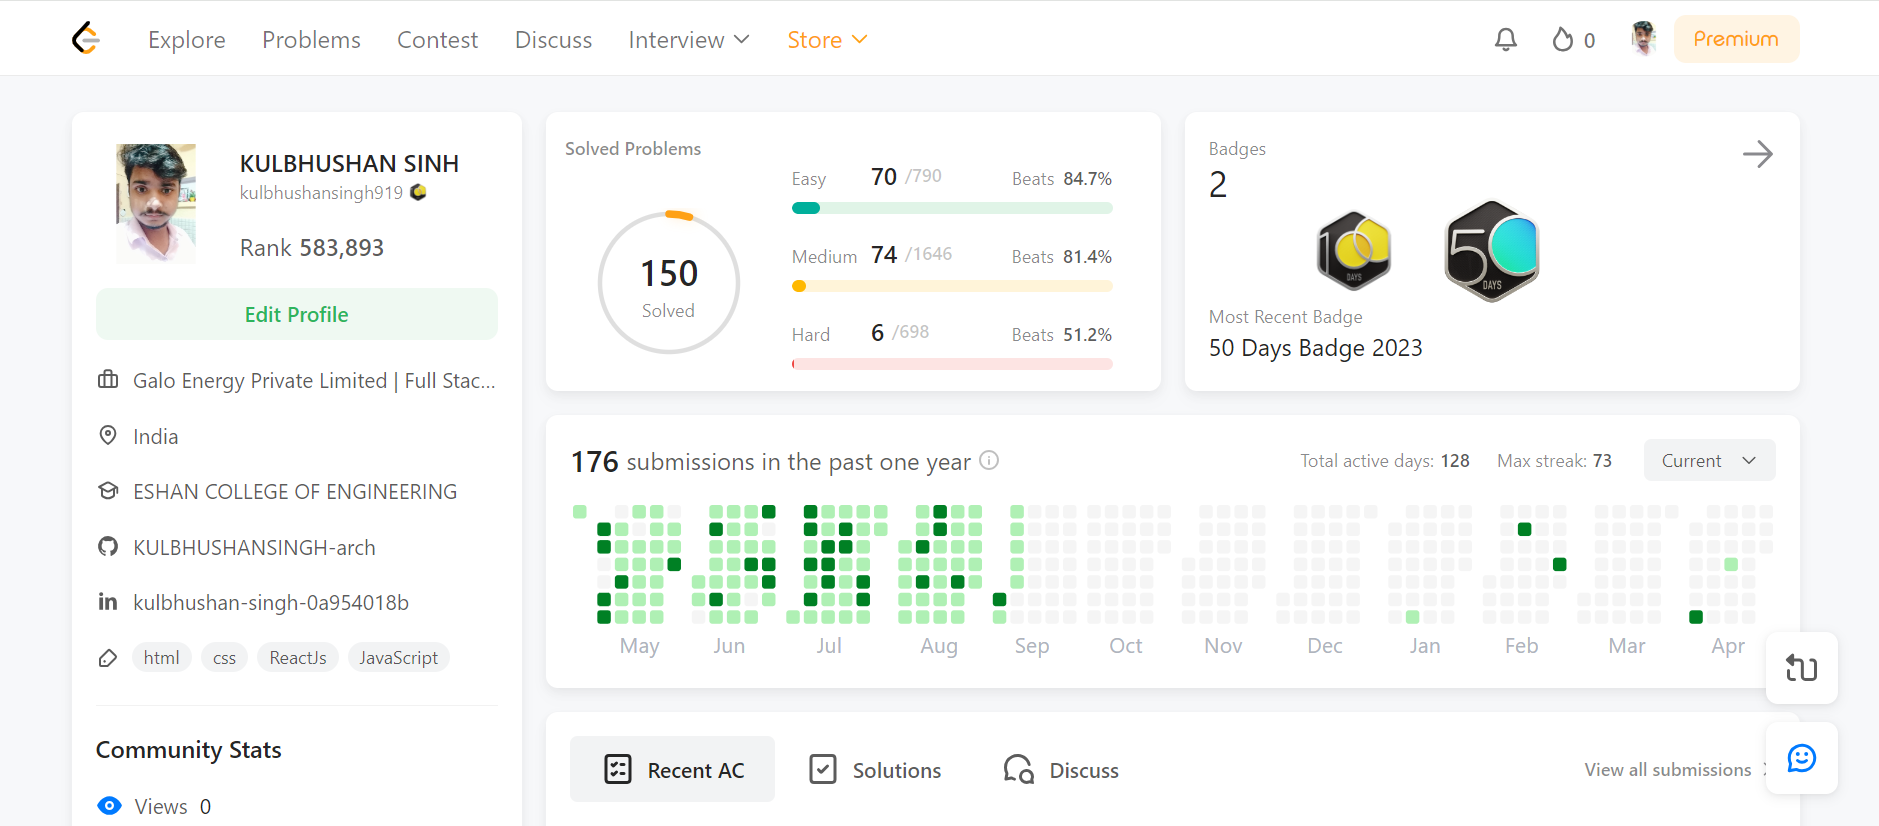 Explore Problems Contest Discuss Interview Store 0 Premium
KULBHUSHAN SINH
kulbhushansingh919
Rank 583,893
Edit Profile
Galo Energy Private Limited | Full Stac...
India
ESHAN COLLEGE OF ENGINEERING
KULBHUSHANSINGH-arch
kulbhushan-singh-0a954018b
html css ReactJs JavaScript
Community Stats
Views 0
Solved Problems
150
Solved
Easy 70 /790 Beats 84.7%
Medium 74 /1646 Beats 81.4%
Hard 6 /698 Beats 51.2%
Badges
2
100
DAYS
50
DAYS
Most Recent Badge
50 Days Badge 2023
176 submissions in the past one year Total active days: 128 Max streak: 73 Current
May Jun Jul Aug Sep Oct Nov Dec Jan Feb Mar Apr
Recent AC Solutions Discuss View all submissions